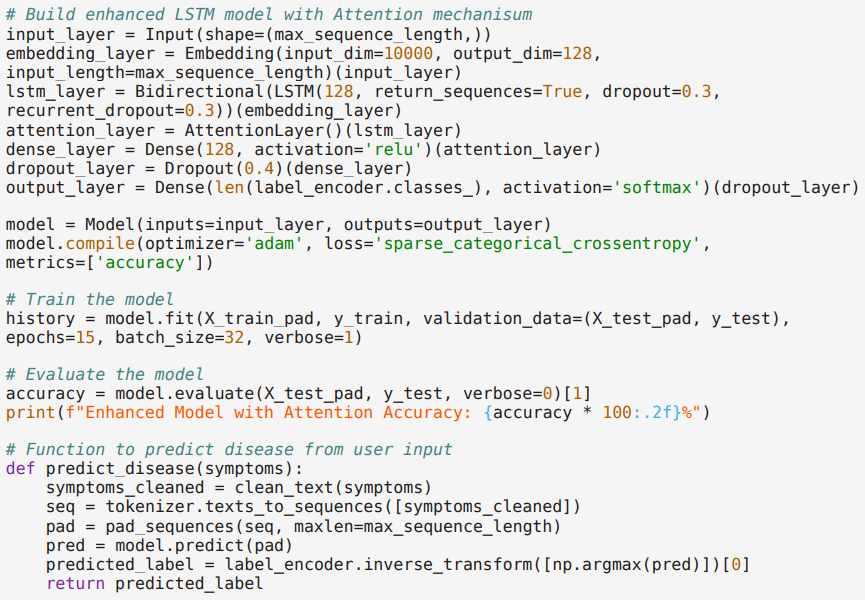 # Build enhanced LSTM model with Attention mechanisum
input_layer = Input(shape=(max_sequence_length,))
embedding_layer = Embedding(input_dim=10000, output_dim=128,
input_length=max_sequence_length)(input_layer)
lstm_layer = Bidirectional(LSTM(128, return_sequences=True, dropout=0.3,
recurrent_dropout=0.3))(embedding_layer)
attention_layer = AttentionLayer()(lstm_layer)
dense_layer = Dense(128, activation='relu')(attention_layer)
dropout_layer = Dropout(0.4)(dense_layer)
output_layer = Dense(len(label_encoder.classes_), activation='softmax')(dropout_layer)

model = Model(inputs=input_layer, outputs=output_layer)
model.compile(optimizer='adam', loss='sparse_categorical_crossentropy',
metrics=['accuracy'])

# Train the model
history = model.fit(X_train_pad, y_train, validation_data=(X_test_pad, y_test),
epochs=15, batch_size=32, verbose=1)

# Evaluate the model
accuracy = model.evaluate(X_test_pad, y_test, verbose=0)[1]
print(f"Enhanced Model with Attention Accuracy: {accuracy * 100:.2f}%")

# Function to predict disease from user input
def predict_disease(symptoms):
    symptoms_cleaned = clean_text(symptoms)
    seq = tokenizer.texts_to_sequences([symptoms_cleaned])
    pad = pad_sequences(seq, maxlen=max_sequence_length)
    pred = model.predict(pad)
    predicted_label = label_encoder.inverse_transform([np.argmax(pred)])[0]
    return predicted_label